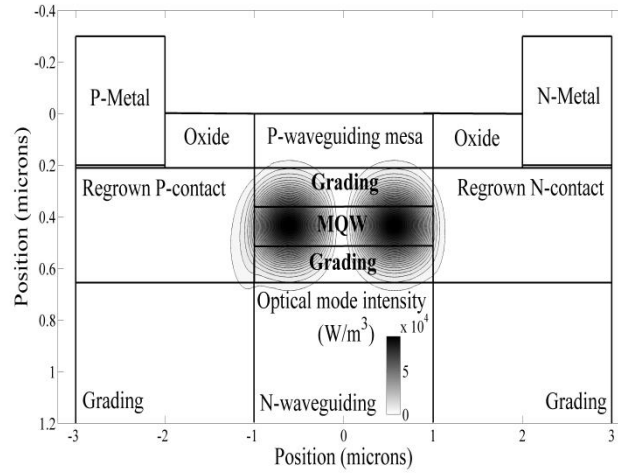 -0.4
-0.2
0
0.2
0.4
0.6
0.8
1
1.2
Position (microns)
P-Metal
N-Metal
Oxide
P-waveguiding mesa
Oxide
Regrown P-contact
Grading
Regrown N-contact
MQW
Grading
Optical mode intensity
(W/m³)
x 10⁴
5
0
Grading
N-waveguiding
Grading
-3
-2
-1
0
1
2
3
Position (microns)